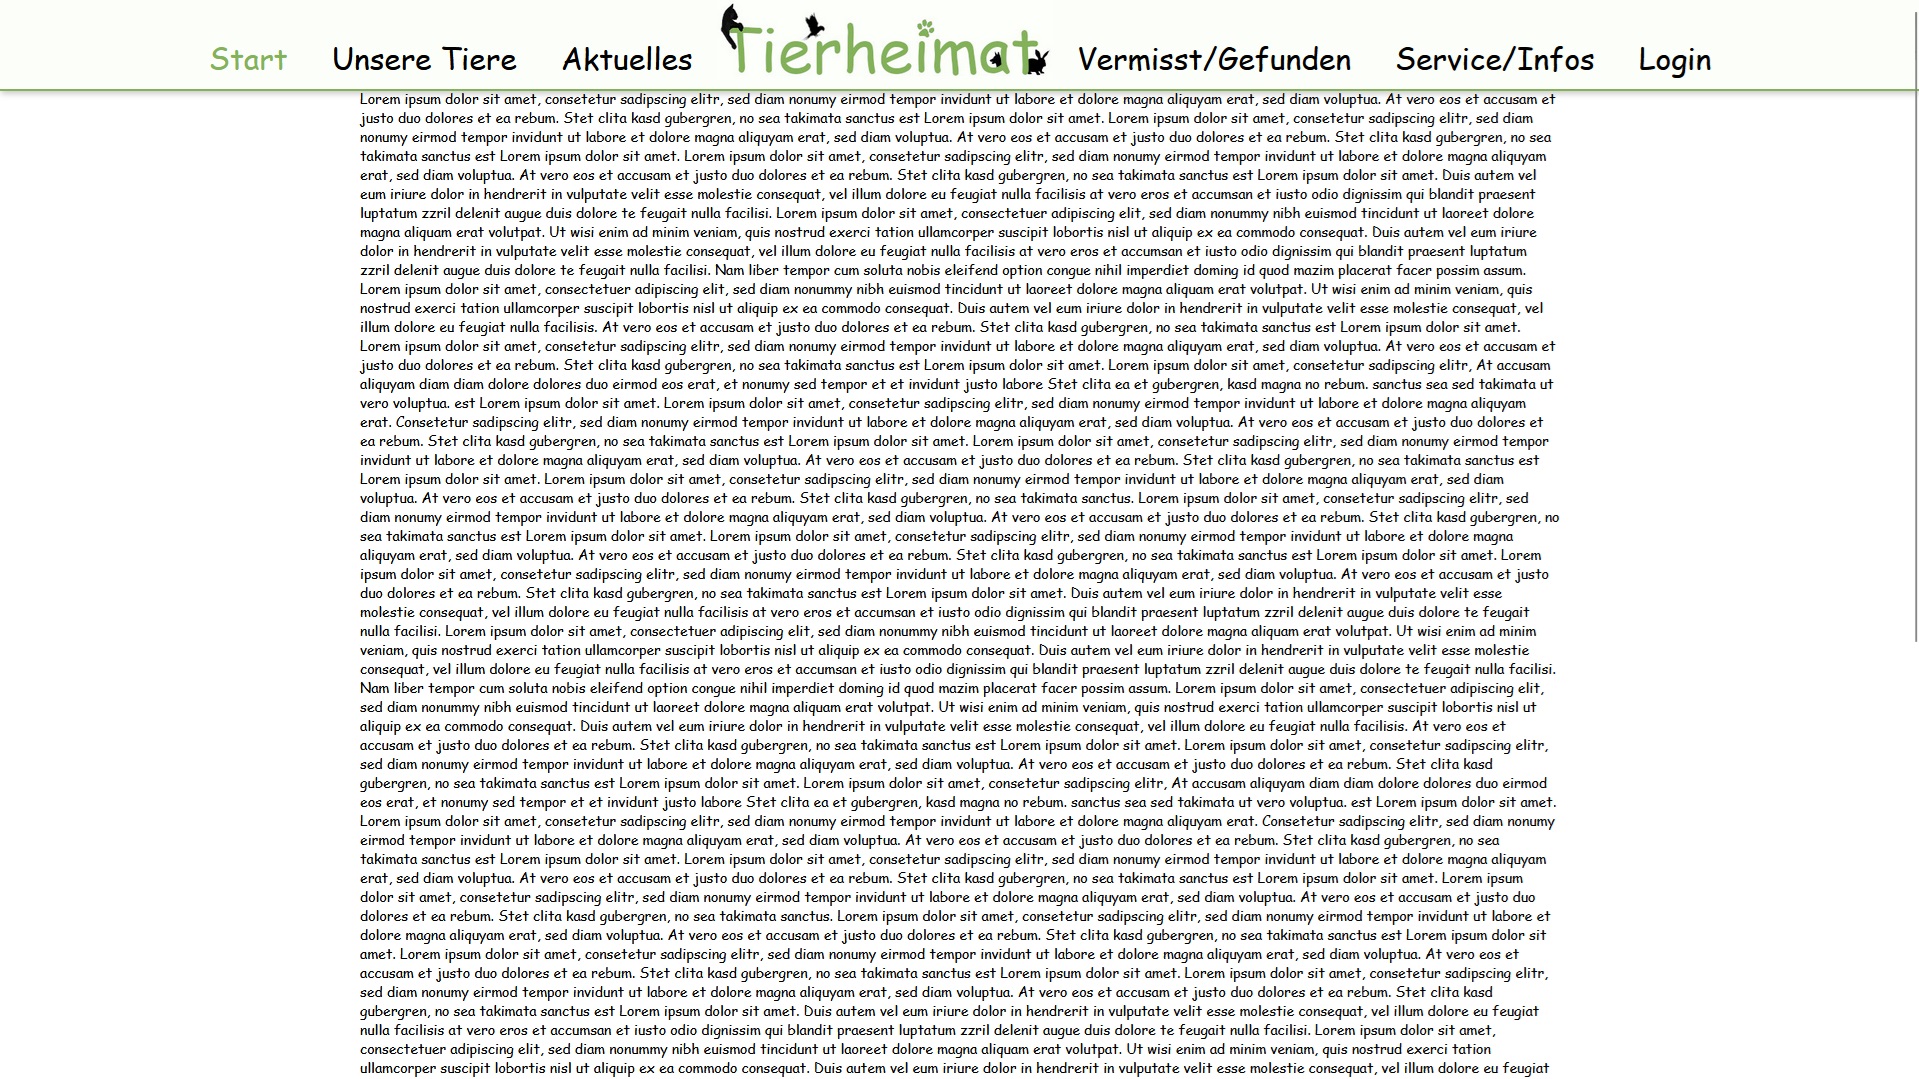 Start Unsere Tiere Aktuelles Tierheimat Vermisst/Gefunden Service/Infos Login
Lorem ipsum dolor sit amet, consetetur sadipscing elitr, sed diam nonumy eirmod tempor invidunt ut labore et dolore magna aliquyam erat, sed diam voluptua. At vero eos et accusam et
justo duo dolores et ea rebum. Stet clita kasd gubergren, no sea takimata sanctus est Lorem ipsum dolor sit amet. Lorem ipsum dolor sit amet, consetetur sadipscing elitr, sed diam
nonumy eirmod tempor invidunt ut labore et dolore magna aliquyam erat, sed diam voluptua. At vero eos et accusam et justo duo dolores et ea rebum. Stet clita kasd gubergren, no sea
takimata sanctus est Lorem ipsum dolor sit amet. Lorem ipsum dolor sit amet, consetetur sadipscing elitr, sed diam nonumy eirmod tempor invidunt ut labore et dolore magna aliquyam
erat, sed diam voluptua. At vero eos et accusam et justo duo dolores et ea rebum. Stet clita kasd gubergren, no sea takimata sanctus est Lorem ipsum dolor sit amet. Duis autem vel
eum iriure dolor in hendrerit in vulputate velit esse molestie consequat, vel illum dolore eu feugiat nulla facilisis at vero eros et accumsan et iusto odio dignissim qui blandit praesent
luptatum zzril delenit augue duis dolore te feugait nulla facilisi. Lorem ipsum dolor sit amet, consectetuer adipiscing elit, sed diam nonummy nibh euismod tincidunt ut laoreet dolore
magna aliquam erat volutpat. Ut wisi enim ad minim veniam, quis nostrud exerci tation ullamcorper suscipit lobortis nisl ut aliquip ex ea commodo consequat. Duis autem vel eum iriure
dolor in hendrerit in vulputate velit esse molestie consequat, vel illum dolore eu feugiat nulla facilisis at vero eros et accumsan et iusto odio dignissim qui blandit praesent luptatum
zzril delenit augue duis dolore te feugait nulla facilisi. Nam liber tempor cum soluta nobis eleifend option congue nihil imperdiet doming id quod mazim placerat facer possim assum.
Lorem ipsum dolor sit amet, consectetuer adipiscing elit, sed diam nonummy nibh euismod tincidunt ut laoreet dolore magna aliquam erat volutpat. Ut wisi enim ad minim veniam, quis
nostrud exerci tation ullamcorper suscipit lobortis nisl ut aliquip ex ea commodo consequat. Duis autem vel eum iriure dolor in hendrerit in vulputate velit esse molestie consequat, vel
illum dolore eu feugiat nulla facilisis. At vero eos et accusam et justo duo dolores et ea rebum. Stet clita kasd gubergren, no sea takimata sanctus est Lorem ipsum dolor sit amet.
Lorem ipsum dolor sit amet, consetetur sadipscing elitr, sed diam nonumy eirmod tempor invidunt ut labore et dolore magna aliquyam erat, sed diam voluptua. At vero eos et accusam et
justo duo dolores et ea rebum. Stet clita kasd gubergren, no sea takimata sanctus est Lorem ipsum dolor sit amet. Lorem ipsum dolor sit amet, consetetur sadipscing elitr, At accusam
aliquyam diam diam dolore dolores duo eirmod eos erat, et nonumy sed tempor et et invidunt justo labore Stet clita ea et gubergren, kasd magna no rebum. sanctus sea sed takimata ut
vero voluptua. est Lorem ipsum dolor sit amet. Lorem ipsum dolor sit amet, consetetur sadipscing elitr, sed diam nonumy eirmod tempor invidunt ut labore et dolore magna aliquyam
erat. Consetetur sadipscing elitr, sed diam nonumy eirmod tempor invidunt ut labore et dolore magna aliquyam erat, sed diam voluptua. At vero eos et accusam et justo duo dolores et
ea rebum. Stet clita kasd gubergren, no sea takimata sanctus est Lorem ipsum dolor sit amet. Lorem ipsum dolor sit amet, consetetur sadipscing elitr, sed diam nonumy eirmod tempor
invidunt ut labore et dolore magna aliquyam erat, sed diam voluptua. At vero eos et accusam et justo duo dolores et ea rebum. Stet clita kasd gubergren, no sea takimata sanctus est
Lorem ipsum dolor sit amet. Lorem ipsum dolor sit amet, consetetur sadipscing elitr, sed diam nonumy eirmod tempor invidunt ut labore et dolore magna aliquyam erat, sed diam
voluptua. At vero eos et accusam et justo duo dolores et ea rebum. Stet clita kasd gubergren, no sea takimata sanctus. Lorem ipsum dolor sit amet, consetetur sadipscing elitr, sed
diam nonumy eirmod tempor invidunt ut labore et dolore magna aliquyam erat, sed diam voluptua. At vero eos et accusam et justo duo dolores et ea rebum. Stet clita kasd gubergren, no
sea takimata sanctus est Lorem ipsum dolor sit amet. Lorem ipsum dolor sit amet, consetetur sadipscing elitr, sed diam nonumy eirmod tempor invidunt ut labore et dolore magna
aliquyam erat, sed diam voluptua. At vero eos et accusam et justo duo dolores et ea rebum. Stet clita kasd gubergren, no sea takimata sanctus est Lorem ipsum dolor sit amet. Lorem
ipsum dolor sit amet, consetetur sadipscing elitr, sed diam nonumy eirmod tempor invidunt ut labore et dolore magna aliquyam erat, sed diam voluptua. At vero eos et accusam et justo
duo dolores et ea rebum. Stet clita kasd gubergren, no sea takimata sanctus est Lorem ipsum dolor sit amet. Duis autem vel eum iriure dolor in hendrerit in vulputate velit esse
molestie consequat, vel illum dolore eu feugiat nulla facilisis at vero eros et accumsan et iusto odio dignissim qui blandit praesent luptatum zzril delenit augue duis dolore te feugait
nulla facilisi. Lorem ipsum dolor sit amet, consectetuer adipiscing elit, sed diam nonummy nibh euismod tincidunt ut laoreet dolore magna aliquam erat volutpat. Ut wisi enim ad minim
veniam, quis nostrud exerci tation ullamcorper suscipit lobortis nisl ut aliquip ex ea commodo consequat. Duis autem vel eum iriure dolor in hendrerit in vulputate velit esse molestie
consequat, vel illum dolore eu feugiat nulla facilisis at vero eros et accumsan et iusto odio dignissim qui blandit praesent luptatum zzril delenit augue duis dolore te feugait nulla facilisi.
Nam liber tempor cum soluta nobis eleifend option congue nihil imperdiet doming id quod mazim placerat facer possim assum. Lorem ipsum dolor sit amet, consectetuer adipiscing elit,
sed diam nonummy nibh euismod tincidunt ut laoreet dolore magna aliquam erat volutpat. Ut wisi enim ad minim veniam, quis nostrud exerci tation ullamcorper suscipit lobortis nisl ut
aliquip ex ea commodo consequat. Duis autem vel eum iriure dolor in hendrerit in vulputate velit esse molestie consequat, vel illum dolore eu feugiat nulla facilisis. At vero eos et
accusam et justo duo dolores et ea rebum. Stet clita kasd gubergren, no sea takimata sanctus est Lorem ipsum dolor sit amet. Lorem ipsum dolor sit amet, consetetur sadipscing elitr,
sed diam nonumy eirmod tempor invidunt ut labore et dolore magna aliquyam erat, sed diam voluptua. At vero eos et accusam et justo duo dolores et ea rebum. Stet clita kasd
gubergren, no sea takimata sanctus est Lorem ipsum dolor sit amet. Lorem ipsum dolor sit amet, consetetur sadipscing elitr, At accusam aliquyam diam diam dolore dolores duo eirmod
eos erat, et nonumy sed tempor et et invidunt justo labore Stet clita ea et gubergren, kasd magna no rebum. sanctus sea sed takimata ut vero voluptua. est Lorem ipsum dolor sit amet.
Lorem ipsum dolor sit amet, consetetur sadipscing elitr, sed diam nonumy eirmod tempor invidunt ut labore et dolore magna aliquyam erat. Consetetur sadipscing elitr, sed diam nonumy
eirmod tempor invidunt ut labore et dolore magna aliquyam erat, sed diam voluptua. At vero eos et accusam et justo duo dolores et ea rebum. Stet clita kasd gubergren, no sea
takimata sanctus est Lorem ipsum dolor sit amet. Lorem ipsum dolor sit amet, consetetur sadipscing elitr, sed diam nonumy eirmod tempor invidunt ut labore et dolore magna aliquyam
erat, sed diam voluptua. At vero eos et accusam et justo duo dolores et ea rebum. Stet clita kasd gubergren, no sea takimata sanctus est Lorem ipsum dolor sit amet. Lorem ipsum
dolor sit amet, consetetur sadipscing elitr, sed diam nonumy eirmod tempor invidunt ut labore et dolore magna aliquyam erat, sed diam voluptua. At vero eos et accusam et justo duo
dolores et ea rebum. Stet clita kasd gubergren, no sea takimata sanctus. Lorem ipsum dolor sit amet, consetetur sadipscing elitr, sed diam nonumy eirmod tempor invidunt ut labore et
dolore magna aliquyam erat, sed diam voluptua. At vero eos et accusam et justo duo dolores et ea rebum. Stet clita kasd gubergren, no sea takimata sanctus est Lorem ipsum dolor sit
amet. Lorem ipsum dolor sit amet, consetetur sadipscing elitr, sed diam nonumy eirmod tempor invidunt ut labore et dolore magna aliquyam erat, sed diam voluptua. At vero eos et
accusam et justo duo dolores et ea rebum. Stet clita kasd gubergren, no sea takimata sanctus est Lorem ipsum dolor sit amet. Lorem ipsum dolor sit amet, consetetur sadipscing elitr,
sed diam nonumy eirmod tempor invidunt ut labore et dolore magna aliquyam erat, sed diam voluptua. At vero eos et accusam et justo duo dolores et ea rebum. Stet clita kasd
gubergren, no sea takimata sanctus est Lorem ipsum dolor sit amet. Duis autem vel eum iriure dolor in hendrerit in vulputate velit esse molestie consequat, vel illum dolore eu feugiat
nulla facilisis at vero eros et accumsan et iusto odio dignissim qui blandit praesent luptatum zzril delenit augue duis dolore te feugait nulla facilisi. Lorem ipsum dolor sit amet,
consectetuer adipiscing elit, sed diam nonummy nibh euismod tincidunt ut laoreet dolore magna aliquam erat volutpat. Ut wisi enim ad minim veniam, quis nostrud exerci tation
ullamcorper suscipit lobortis nisl ut aliquip ex ea commodo consequat. Duis autem vel eum iriure dolor in hendrerit in vulputate velit esse molestie consequat, vel illum dolore eu feugiat